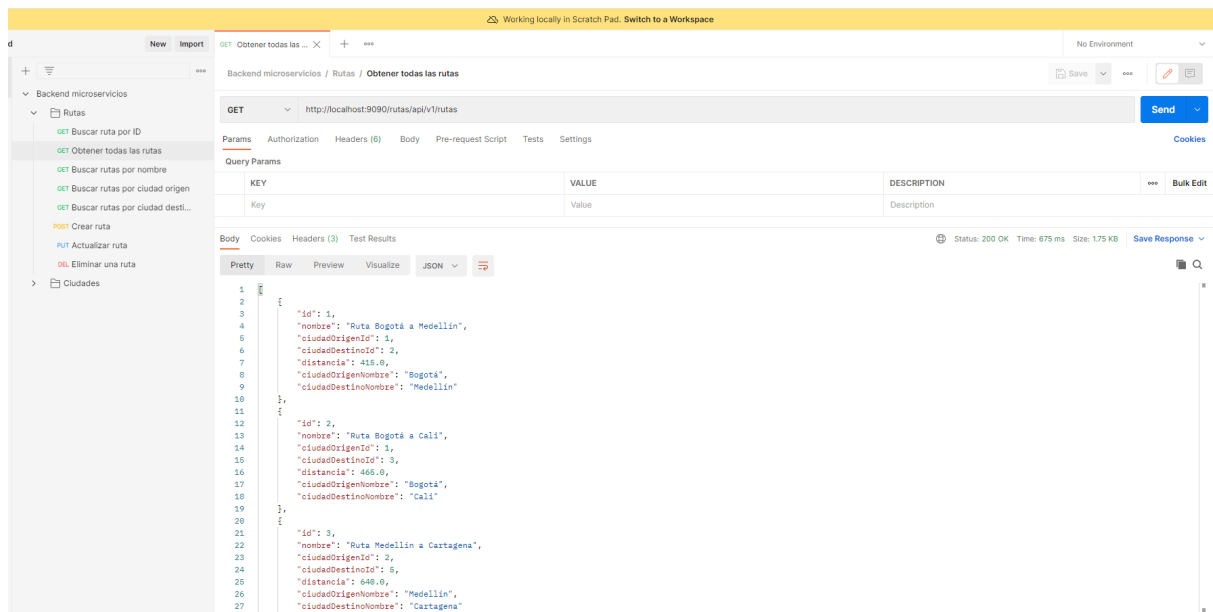 Working locally in Scratch Pad. Switch to a Workspace
d New Import GET Obtener todas las ... No Environment
Backend microservicios / Rutas / Obtener todas las rutas Save
Backend microservicios
Rutas
GET Buscar ruta por ID
GET Obtener todas las rutas
GET Buscar rutas por nombre
GET Buscar rutas por ciudad origen
GET Buscar rutas por ciudad desti...
POST Crear ruta
PUT Actualizar ruta
DEL Eliminar una ruta
Ciudades
GET http://localhost:9090/rutas/api/v1/rutas Send
Params Authorization Headers (6) Body Pre-request Script Tests Settings Cookies
Query Params
KEY VALUE DESCRIPTION Bulk Edit
Key Value Description
Body Cookies Headers (3) Test Results Status: 200 OK Time: 675 ms Size: 1.75 KB Save Response
Pretty Raw Preview Visualize JSON
1 [
2 {
3 "id": 1,
4 "nombre": "Ruta Bogotá a Medellín",
5 "ciudadOrigenId": 1,
6 "ciudadDestinoId": 2,
7 "distancia": 415.0,
8 "ciudadOrigenNombre": "Bogotá",
9 "ciudadDestinoNombre": "Medellín"
10 },
11 {
12 "id": 2,
13 "nombre": "Ruta Bogotá a Cali",
14 "ciudadOrigenId": 1,
15 "ciudadDestinoId": 3,
16 "distancia": 465.0,
17 "ciudadOrigenNombre": "Bogotá",
18 "ciudadDestinoNombre": "Cali"
19 },
20 {
21 "id": 3,
22 "nombre": "Ruta Medellín a Cartagena",
23 "ciudadOrigenId": 2,
24 "ciudadDestinoId": 5,
25 "distancia": 640.0,
26 "ciudadOrigenNombre": "Medellín",
27 "ciudadDestinoNombre": "Cartagena"